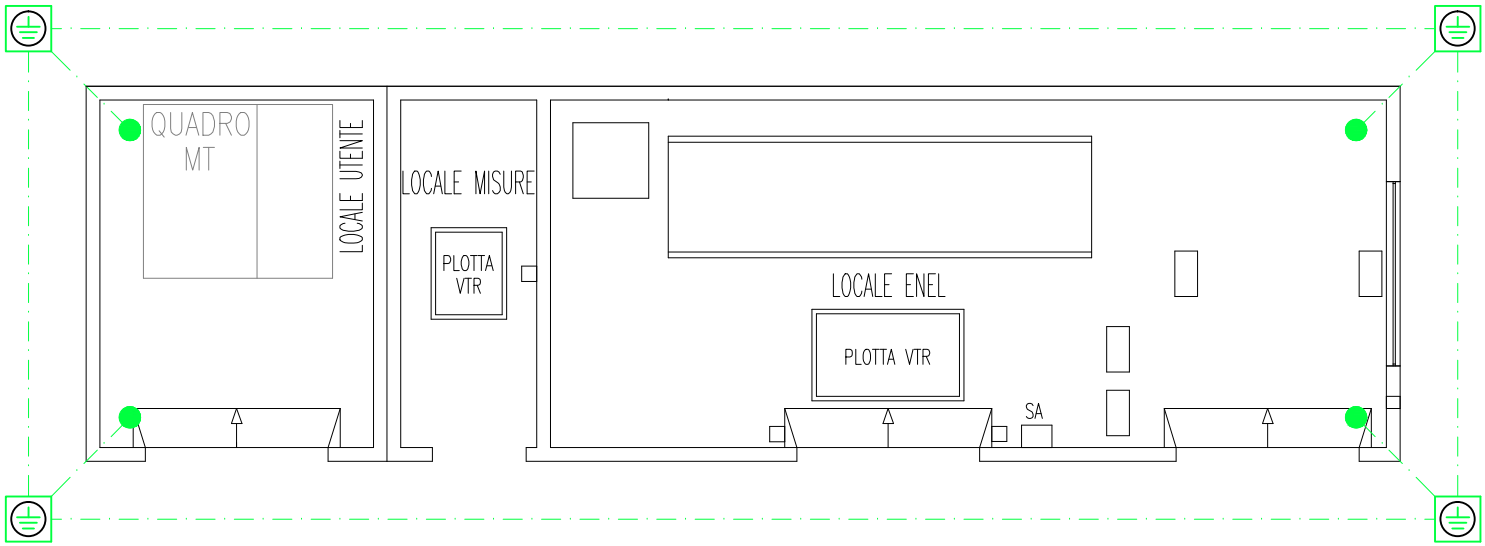 QUADRO
MT
LOCALE UTENTE
LOCALE MISURE
PLOTTA
VTR
LOCALE ENEL
PLOTTA VTR
SA